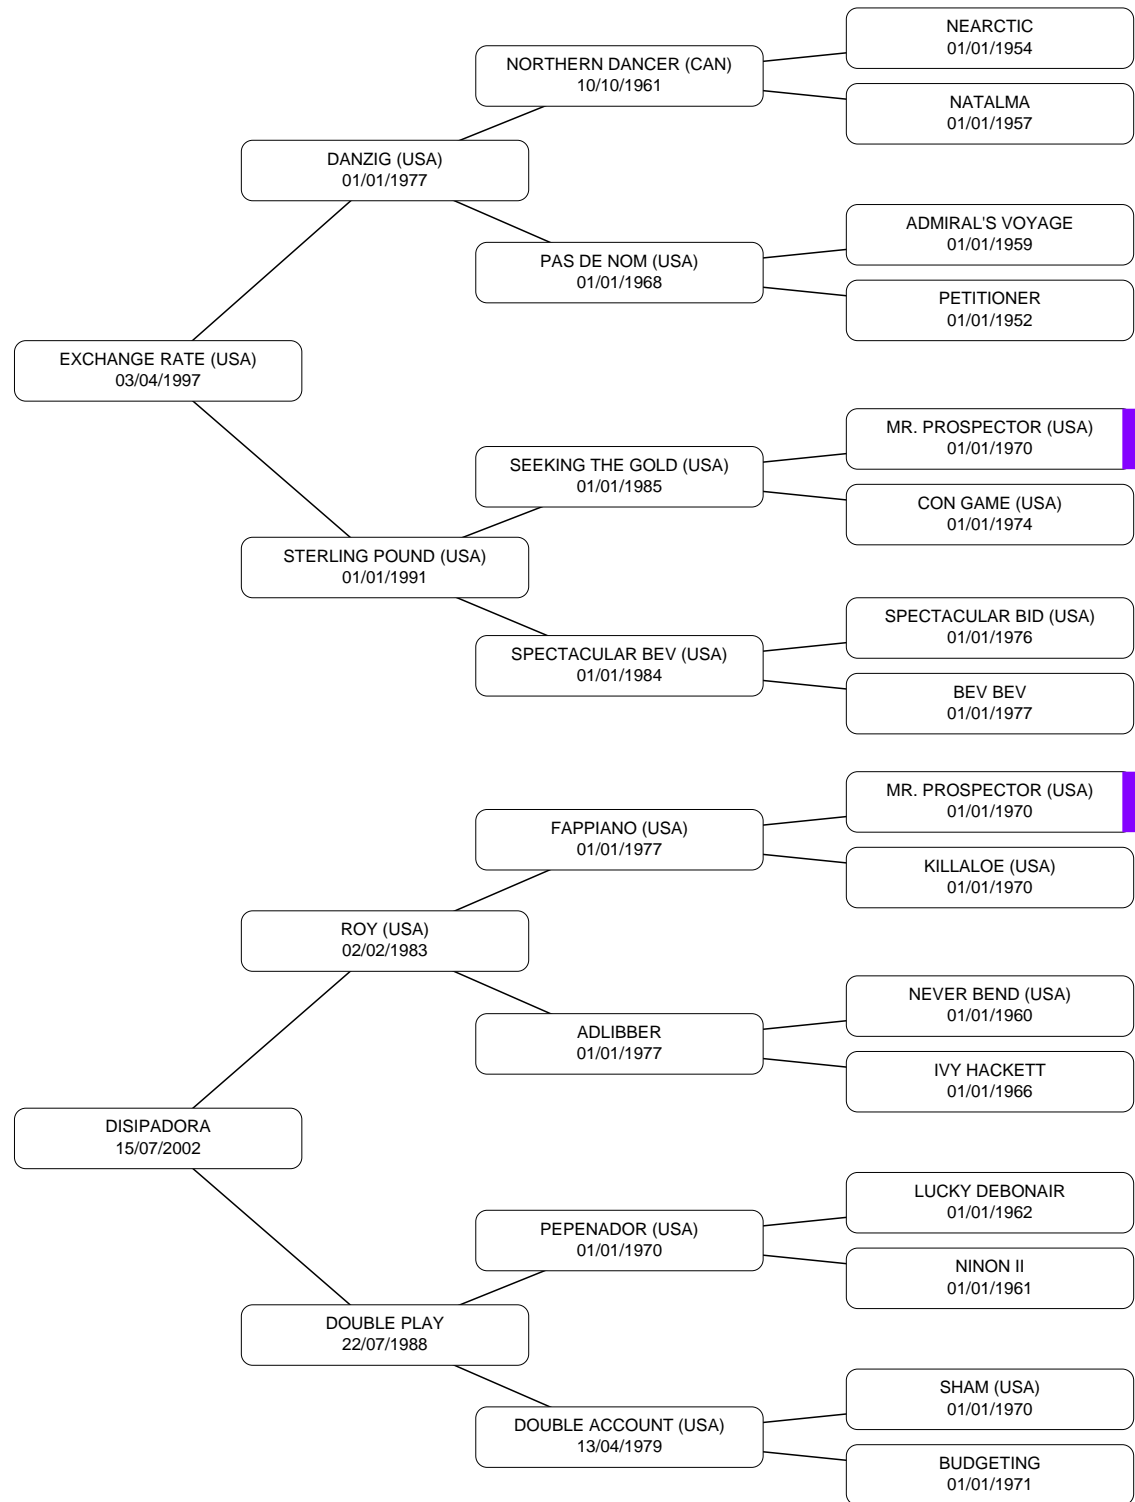 NEARCTIC
01/01/1954
NORTHERN DANCER (CAN)
10/10/1961
NATALMA
01/01/1957
DANZIG (USA)
01/01/1977
ADMIRAL'S VOYAGE
01/01/1959
PAS DE NOM (USA)
01/01/1968
PETITIONER
01/01/1952
EXCHANGE RATE (USA)
03/04/1997
MR. PROSPECTOR (USA)
01/01/1970
SEEKING THE GOLD (USA)
01/01/1985
CON GAME (USA)
01/01/1974
STERLING POUND (USA)
01/01/1991
SPECTACULAR BID (USA)
01/01/1976
SPECTACULAR BEV (USA)
01/01/1984
BEV BEV
01/01/1977
MR. PROSPECTOR (USA)
01/01/1970
FAPPIANO (USA)
01/01/1977
KILLALOE (USA)
01/01/1970
ROY (USA)
02/02/1983
NEVER BEND (USA)
01/01/1960
ADLIBBER
01/01/1977
IVY HACKETT
01/01/1966
DISIPADORA
15/07/2002
LUCKY DEBONAIR
01/01/1962
PEPENADOR (USA)
01/01/1970
NINON II
01/01/1961
DOUBLE PLAY
22/07/1988
SHAM (USA)
01/01/1970
DOUBLE ACCOUNT (USA)
13/04/1979
BUDGETING
01/01/1971